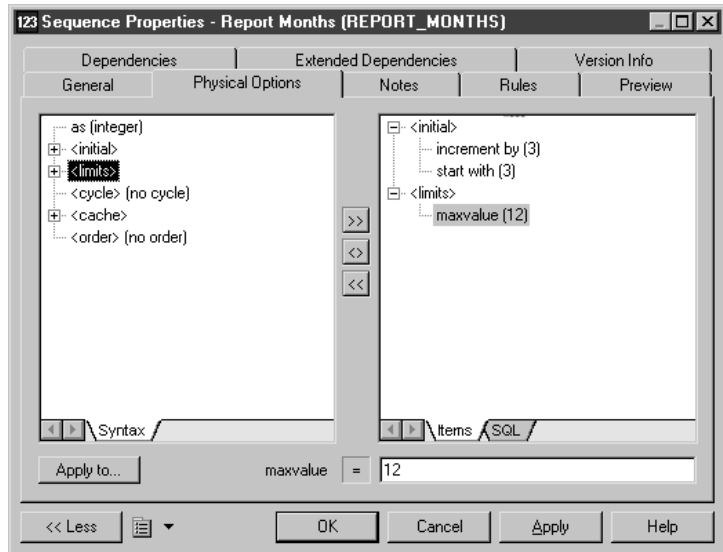 123 Sequence Properties - Report Months (REPORT_MONTHS)
Dependencies Extended Dependencies Version Info
General Physical Options Notes Rules Preview
as (integer)
<initial>
<limits>
<cycle> (no cycle)
<cache>
<order> (no order)
>>
<>
<<
<initial>
increment by (3)
start with (3)
<limits>
maxvalue (12)
Syntax
Items SQL
Apply to... maxvalue = 12
<< Less OK Cancel Apply Help